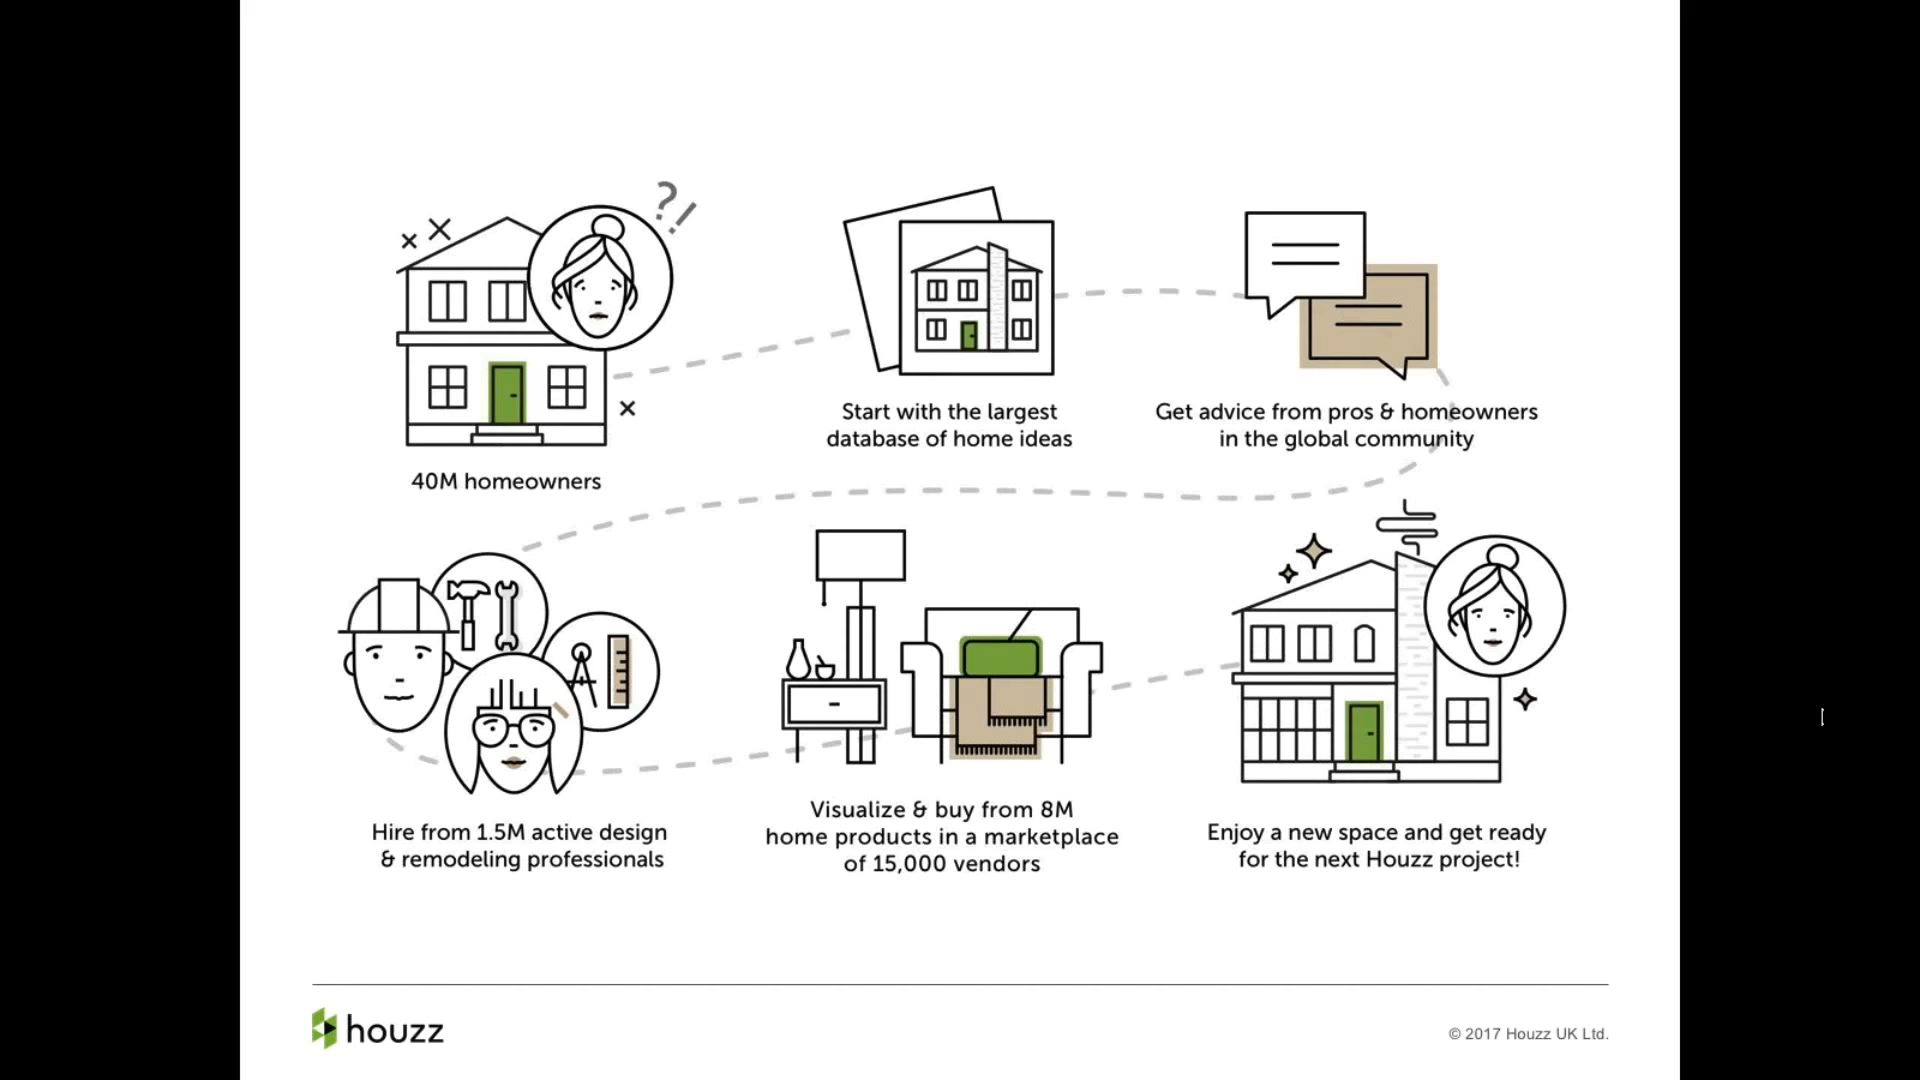 ?!
40M homeowners
Start with the largest
database of home ideas
Get advice from pros & homeowners
in the global community
Hire from 1.5M active design
& remodeling professionals
Visualize & buy from 8M
home products in a marketplace
of 15,000 vendors
Enjoy a new space and get ready
for the next Houzz project!
houzz
© 2017 Houzz UK Ltd.